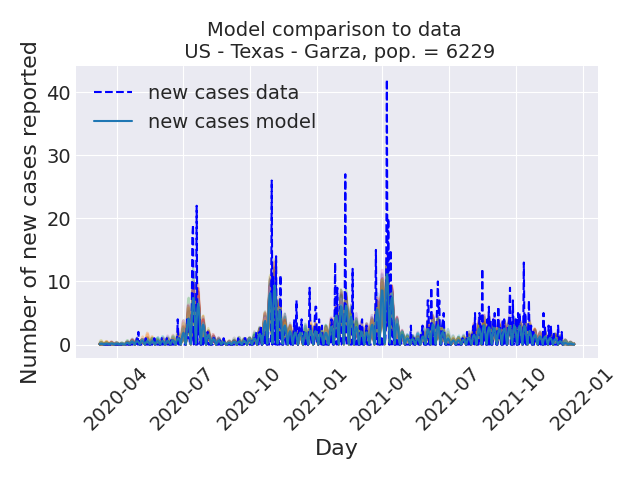 Model comparison to data
US - Texas - Garza, pop. = 6229
Number of new cases reported
40
30
20
10
0
new cases data
new cases model
2020-04
2020-07
2020-10
2021-01
2021-04
2021-07
2021-10
2022-01
Day